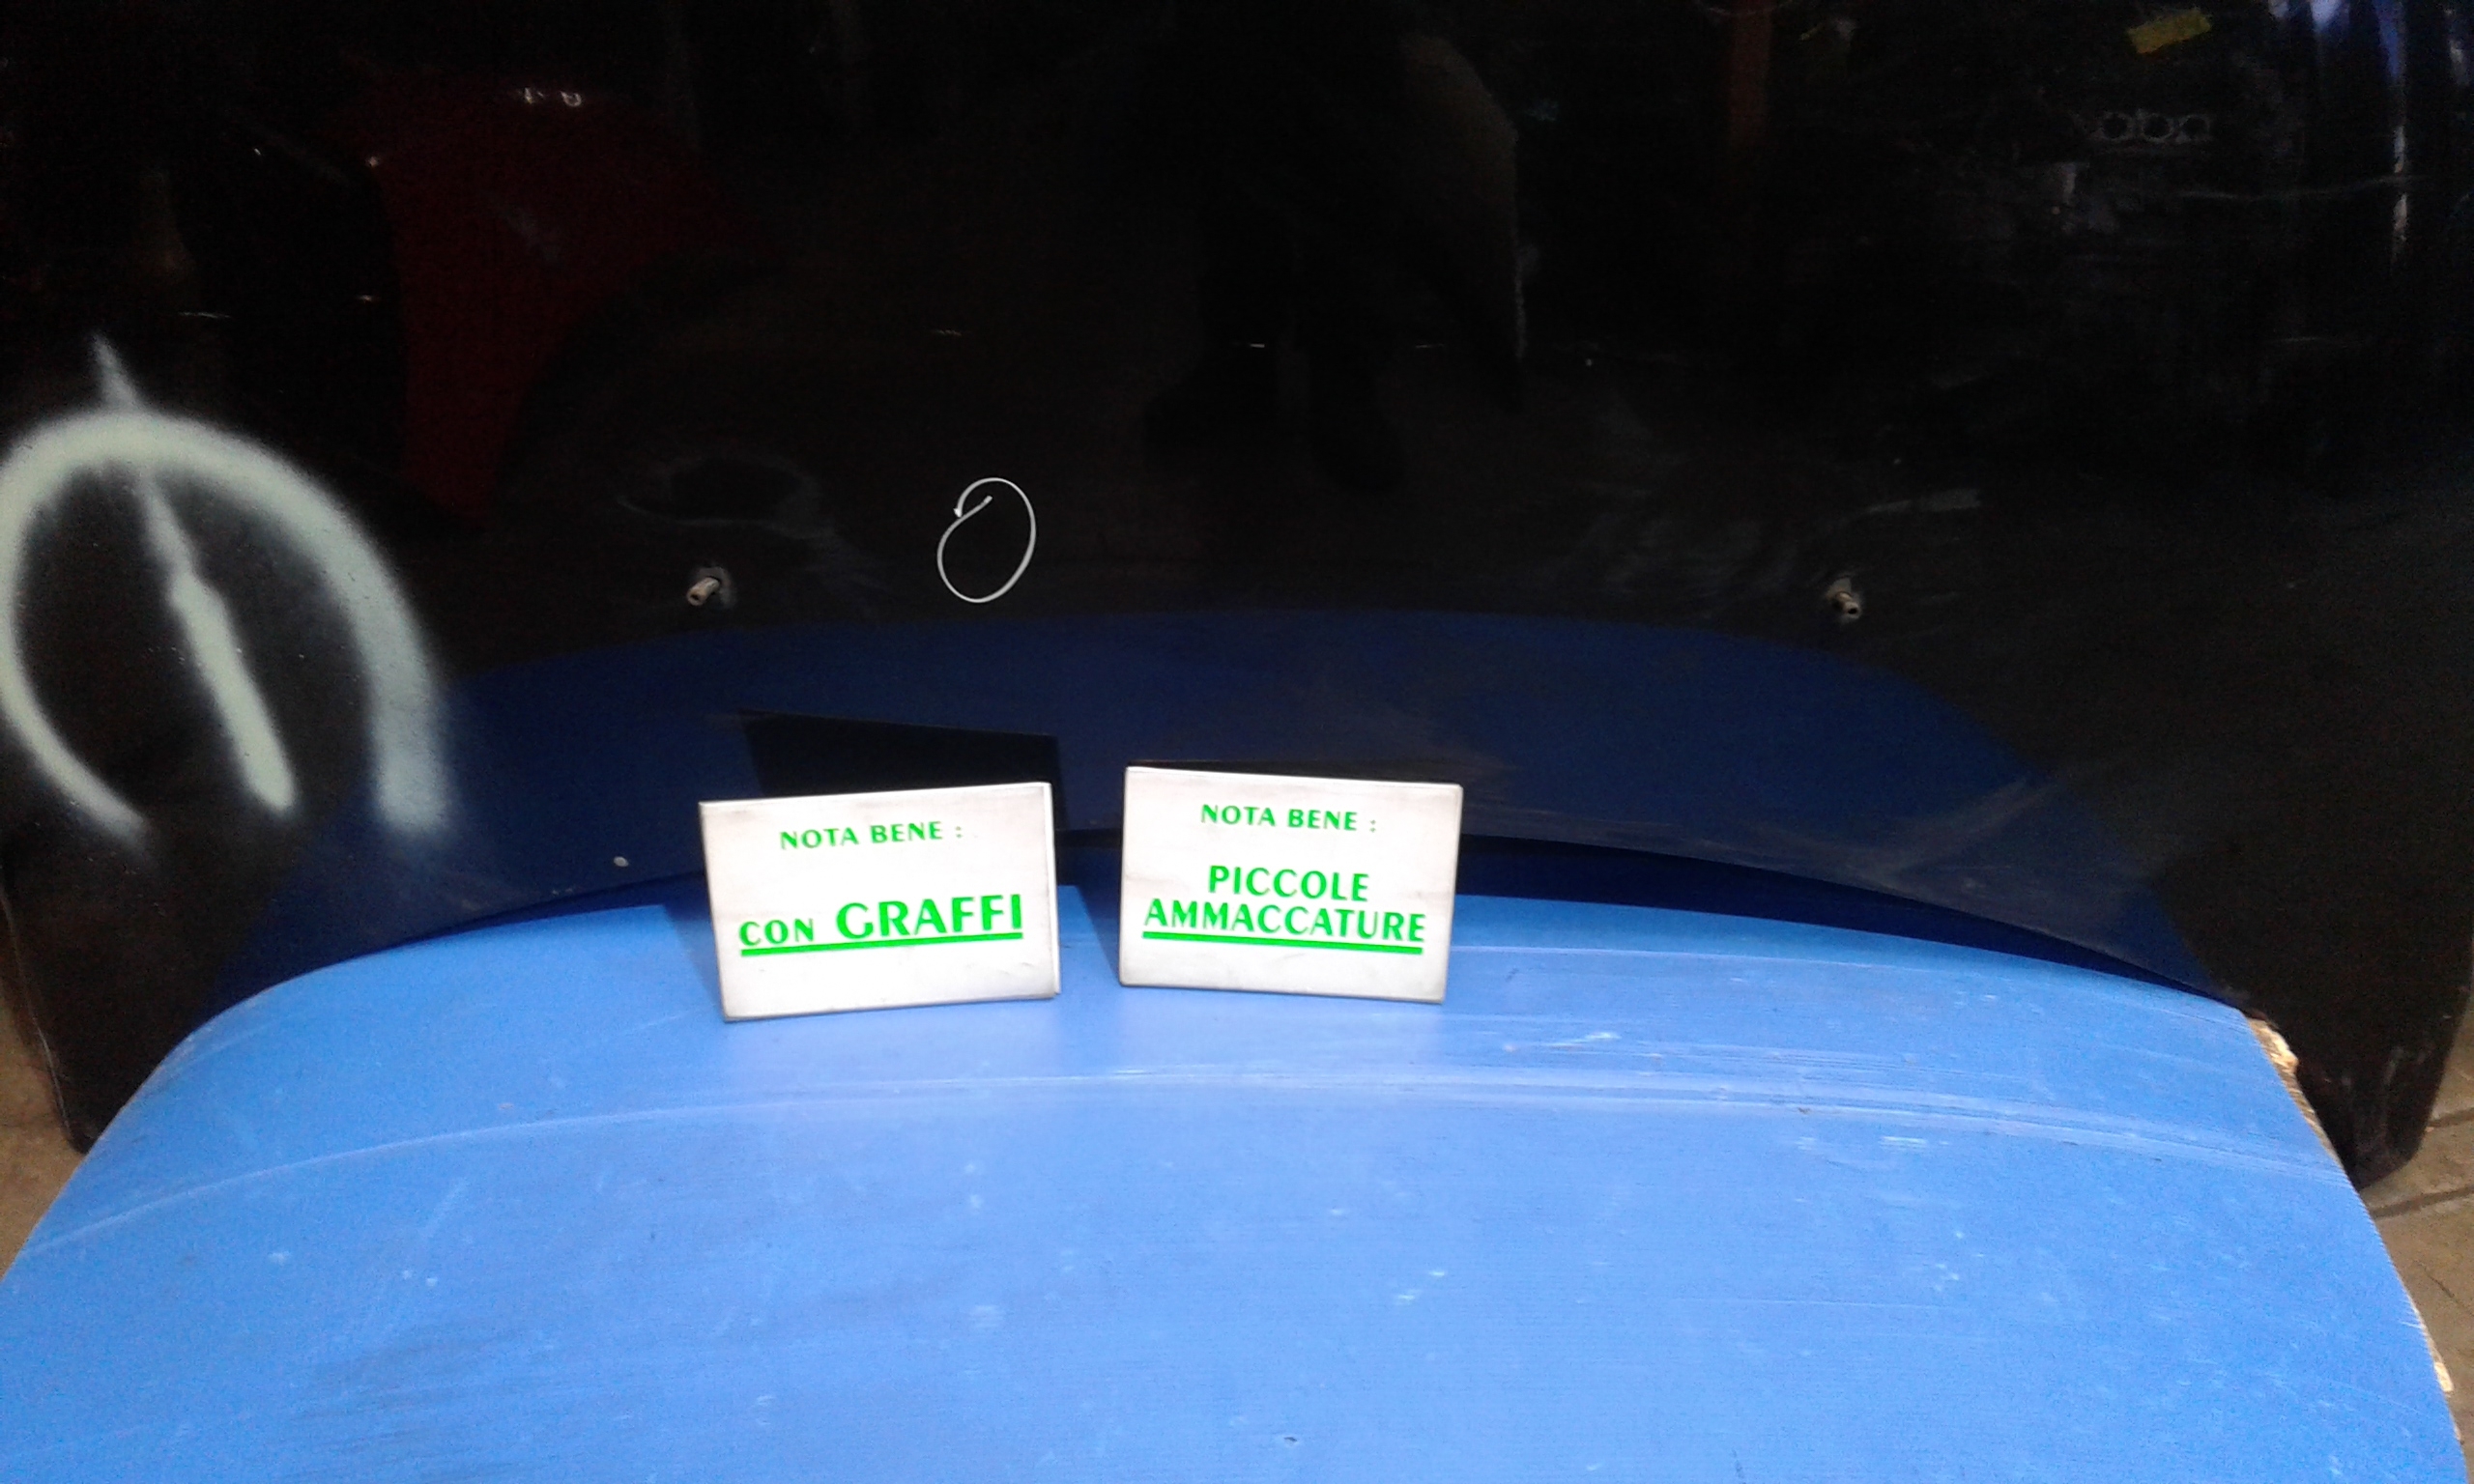 NOTA BENE :
CON GRAFFI
NOTA BENE :
PICCOLE
AMMACCATURE